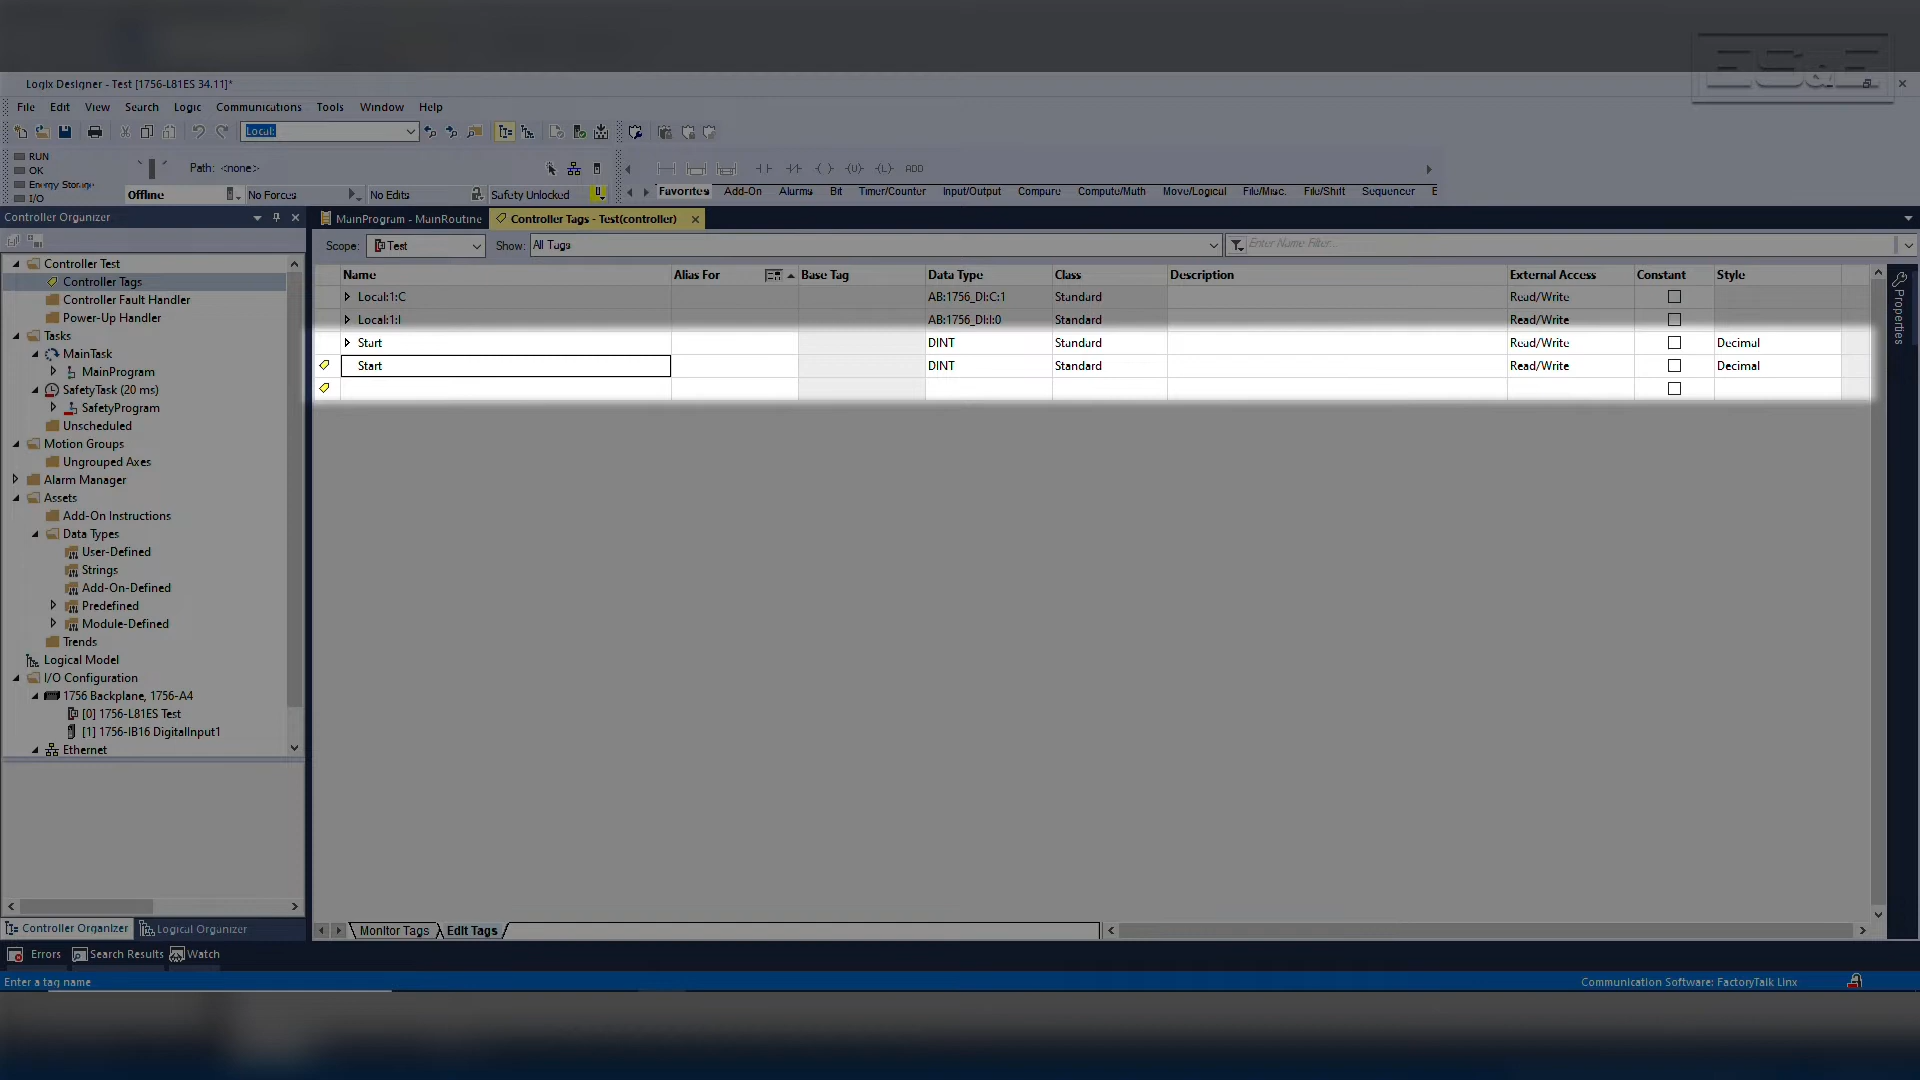 Logix Designer - Test [1756-L81ES 34.11]*
File Edit View Search Logic Communications Tools Window Help
Local:
RUN
OK
Energy Storage
I/O
Path: <none>
Offline No Forces No Edits Safety Unlocked
ADD
Favorites Add-On Alarms Bit Timer/Counter Input/Output Compare Compute/Math Move/Logical File/Misc. File/Shift Sequencer E
Controller Organizer
MainProgram - MainRoutine Controller Tags - Test(controller)
Scope: Test Show: All Tags Enter Name Filter...
Name Alias For Base Tag Data Type Class Description External Access Constant Style
Local:1:C AB:1756_DI:C:1 Standard Read/Write
Local:1:I AB:1756_DI:I:0 Standard Read/Write
Start DINT Standard Read/Write Decimal
Start DINT Standard Read/Write Decimal
Properties
Controller Test
Controller Tags
Controller Fault Handler
Power-Up Handler
Tasks
MainTask
MainProgram
SafetyTask (20 ms)
SafetyProgram
Unscheduled
Motion Groups
Ungrouped Axes
Alarm Manager
Assets
Add-On Instructions
Data Types
User-Defined
Strings
Add-On-Defined
Predefined
Module-Defined
Trends
Logical Model
I/O Configuration
1756 Backplane, 1756-A4
[0] 1756-L81ES Test
[1] 1756-IB16 DigitalInput1
Ethernet
Controller Organizer Logical Organizer
Monitor Tags Edit Tags
Errors Search Results Watch
Enter a tag name
Communication Software: FactoryTalk Linx